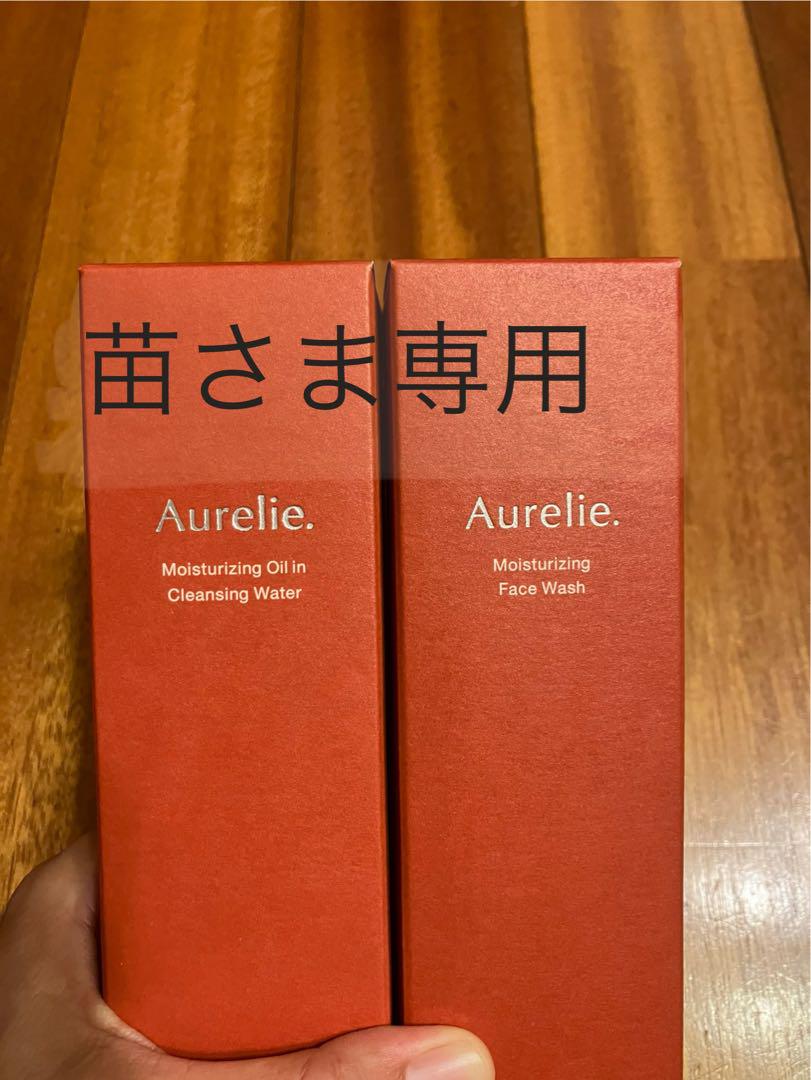 苗さま専用
Aurelie.
Moisturizing Oil in
Cleansing Water
Aurelie.
Moisturizing
Face Wash